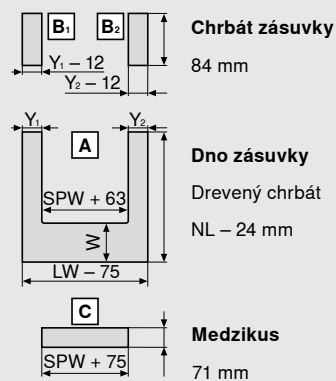 B₁ B₂ Chrbát zásuvky
Y₁ – 12 84 mm
Y₂ – 12
Y₁ Y₂
A
Dno zásuvky
SPW + 63 Drevený chrbát
W NL – 24 mm
LW – 75
C
Medzikus
SPW + 75 71 mm